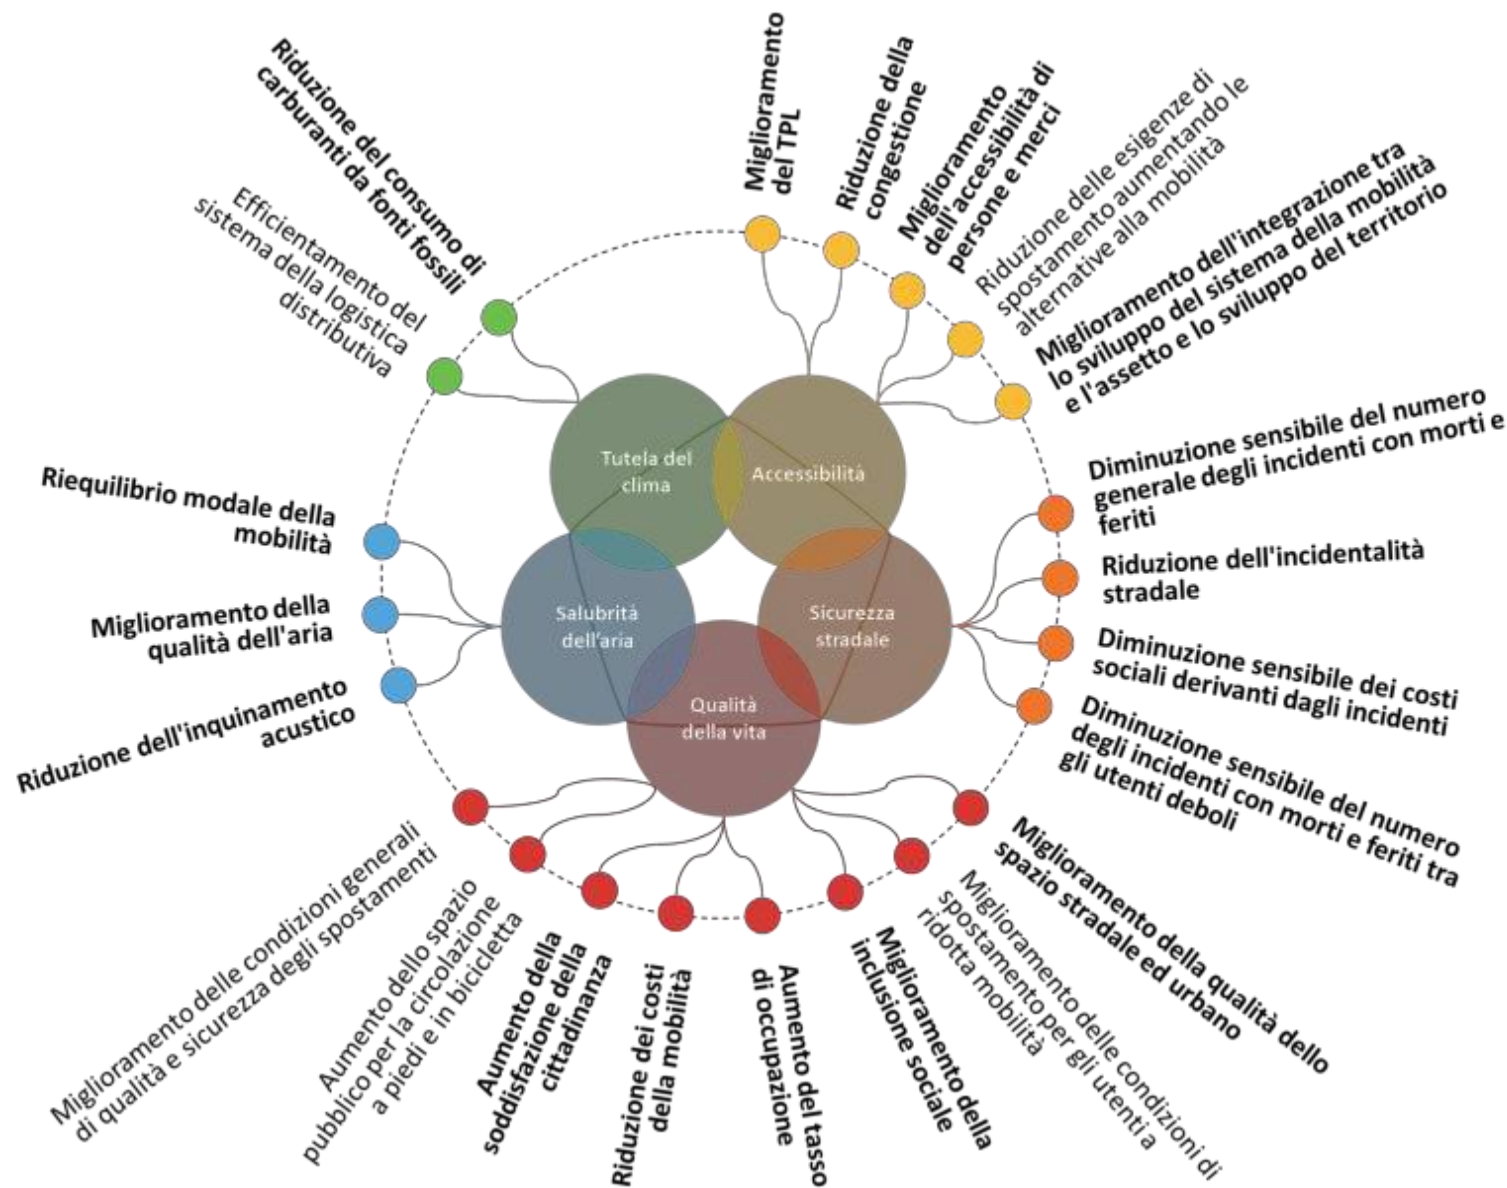 Miglioramento
del TPL
Riduzione della
congestione
Miglioramento
dell'accessibilità di
persone e merci
Riduzione delle esigenze di
spostamento aumentando le
alternative alla mobilità
Miglioramento dell'integrazione tra
lo sviluppo del sistema della mobilità
e l'assetto e lo sviluppo del territorio
Diminuzione sensibile del numero
generale degli incidenti con morti e
feriti
Riduzione dell'incidentalità
stradale
Diminuzione sensibile dei costi
sociali derivanti dagli incidenti
Diminuzione sensibile del numero
degli incidenti con morti e feriti tra
gli utenti deboli
Miglioramento della qualità dello
spazio stradale ed urbano
Miglioramento delle condizioni di
spostamento per gli utenti a
ridotta mobilità
Miglioramento della
inclusione sociale
Aumento del tasso
di occupazione
Riduzione dei costi
della mobilità
Aumento della
soddisfazione della
cittadinanza
Aumento dello spazio
pubblico per la circolazione
a piedi e in bicicletta
Miglioramento delle condizioni generali
di qualità e sicurezza degli spostamenti
Riduzione dell'inquinamento
acustico
Miglioramento della
qualità dell'aria
Riequilibrio modale della
mobilità
Efficientamento del
sistema della logistica
distributiva
Riduzione del consumo di
carburanti da fonti fossili
Tutela del
clima
Accessibilità
Salubrità
dell'aria
Sicurezza
stradale
Qualità
della vita